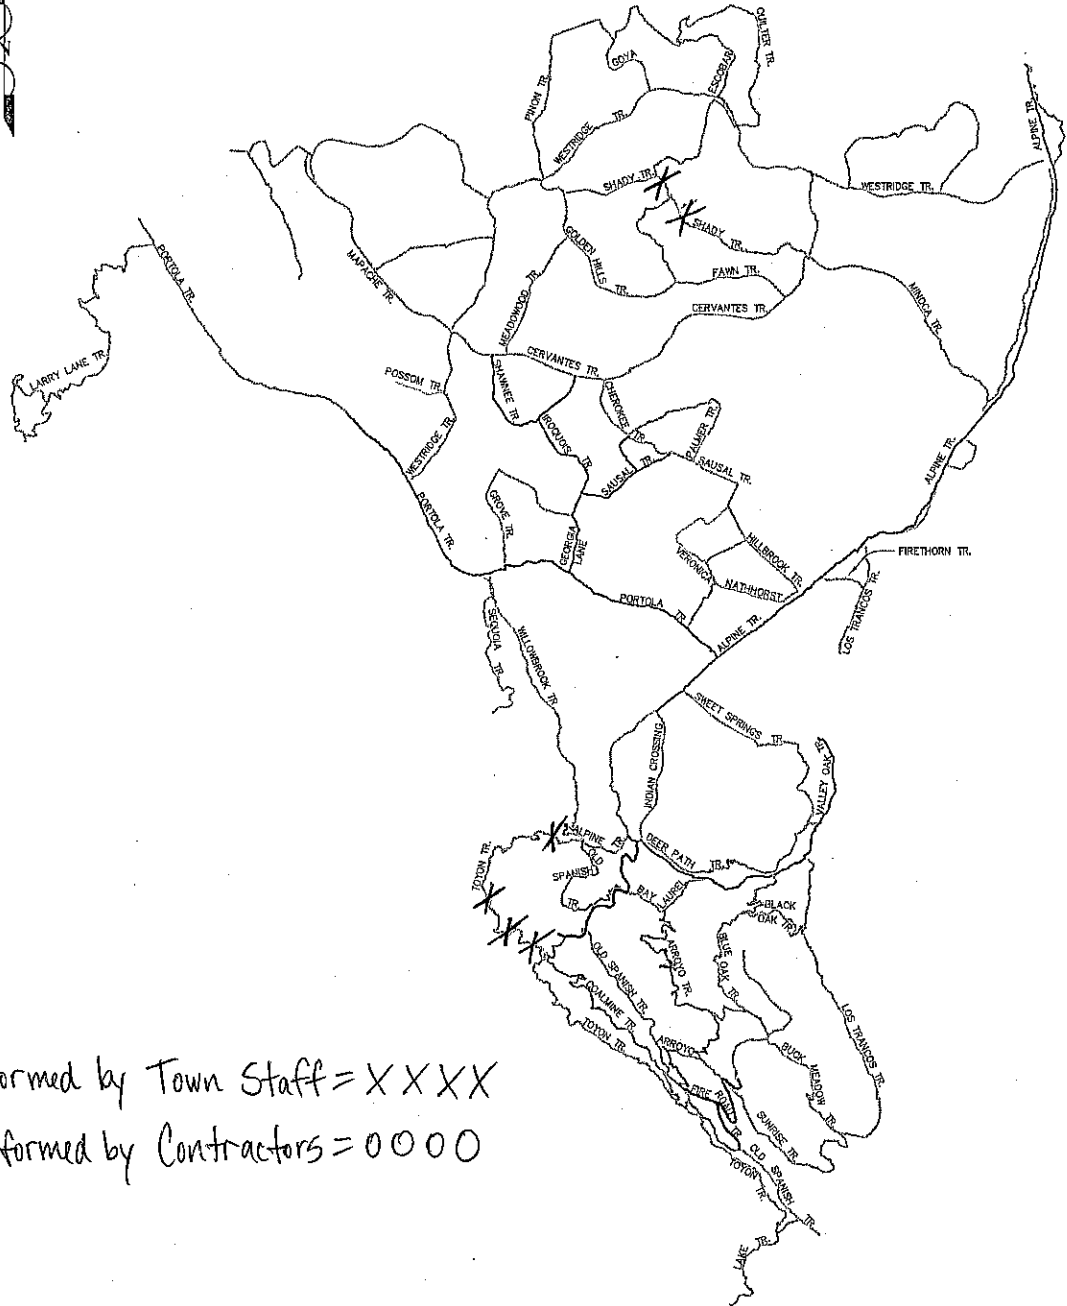 CUILTER TR.
GOYA
ESCOBAR
PINON TR.
WESTRIDGE TR.
ALPINE TR.
SHADY TR.
WESTRIDGE TR.
SHADY TR.
GOLDEN HILLS TR.
FAWN TR.
PORTOLA TR.
MAPACHE TR.
MEADOWOOD TR.
CERVANTES TR.
MINOCA TR.
LARRY LANE TR.
POSSOM TR.
CERVANTES TR.
SHAWNEE TR.
CHEROKEE TR.
IROQUOIS TR.
PALMER TR.
WESTRIDGE TR.
SAUSAL TR.
SAUSAL TR.
ALPINE TR.
PORTOLA TR.
GROVE TR.
GEORGIA LANE
HILLBROOK TR.
VERONICA
NATHHORST
FIRETHORN TR.
LOS TRANCOS TR.
PORTOLA TR.
ALPINE TR.
SEQUOIA TR.
WILLOWBROOK TR.
SWEET SPRINGS TR.
INDIAN CROSSING
VALLEY OAK TR.
ALPINE TR.
DEER PATH TR.
TOYON TR.
OLD SPANISH TR.
BAY LAUREL
BLACK OAK TR.
ARROYO TR.
BLUE OAK TR.
OLD SPANISH TR.
COALMINE TR.
TOYON TR.
ARROYO
LOS TRANCOS TR.
BUCK MEADOW TR.
FIRE ROAD TR.
SUNRISE TR.
OLD SPANISH TR.
TOYON TR.
LAKE TR.
ormed by Town Staff = X X X X
formed by Contractors = 0 0 0 0